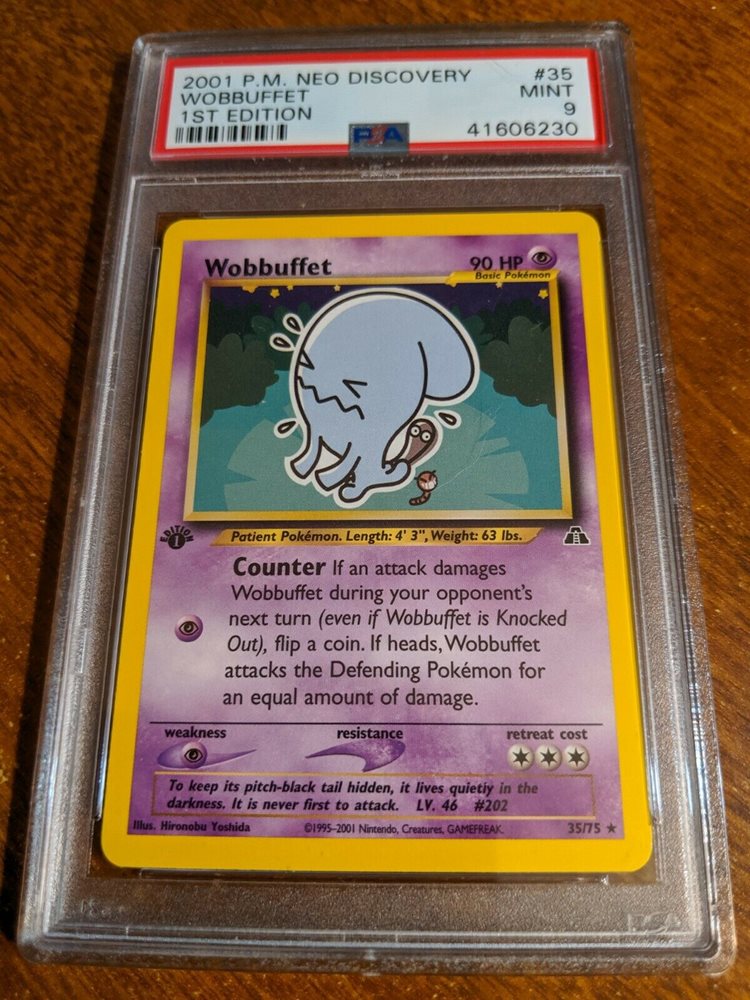 2001 P.M. NEO DISCOVERY #35
WOBBUFFET MINT
1ST EDITION 9
PSA 41606230
Wobbuffet 90 HP
Basic Pokémon
EDITION
1
Patient Pokémon. Length: 4' 3", Weight: 63 lbs.
Counter If an attack damages
Wobbuffet during your opponent's
next turn (even if Wobbuffet is Knocked
Out), flip a coin. If heads, Wobbuffet
attacks the Defending Pokémon for
an equal amount of damage.
weakness resistance retreat cost
To keep its pitch-black tail hidden, it lives quietly in the
darkness. It is never first to attack. LV. 46 #202
Illus. Hironobu Yoshida ©1995–2001 Nintendo, Creatures, GAMEFREAK. 35/75 ★